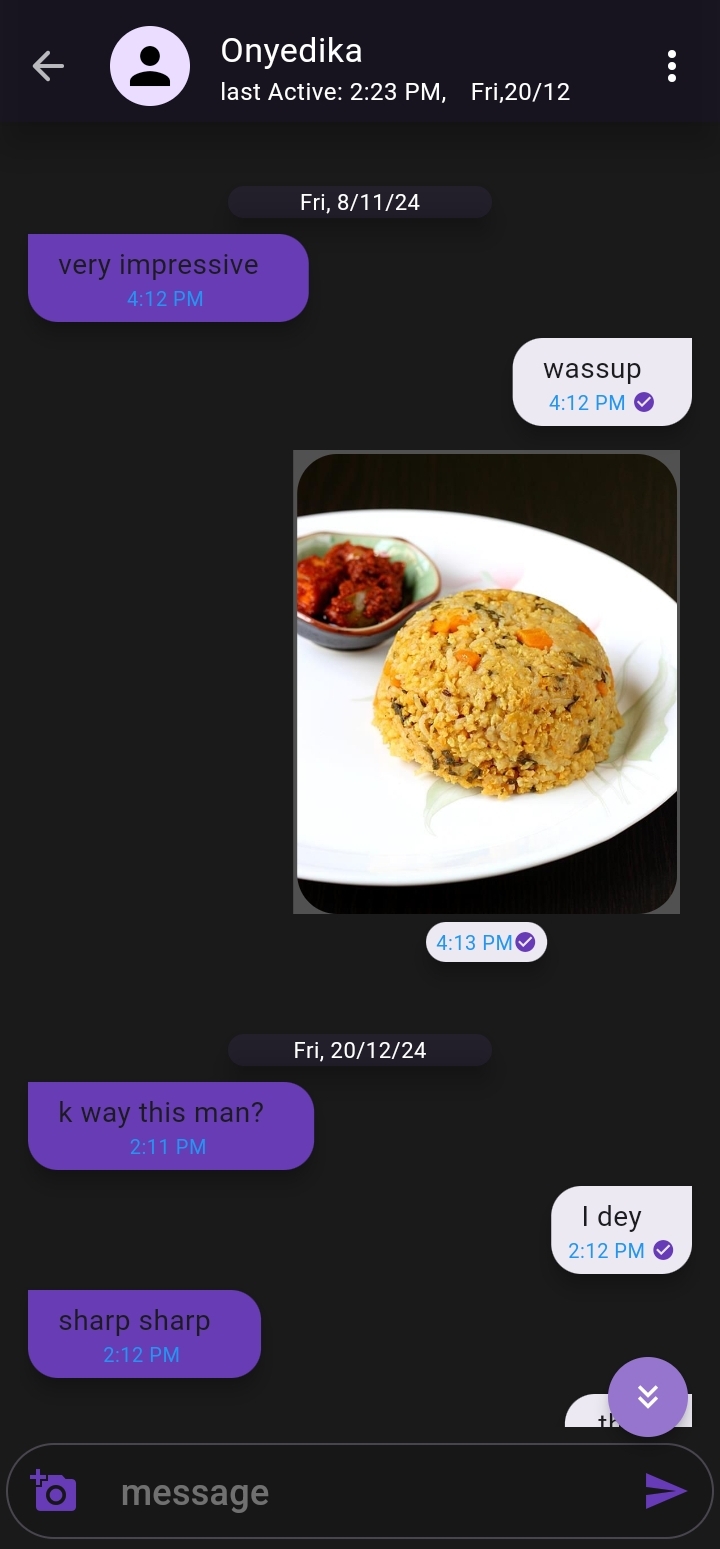 Onyedika
last Active: 2:23 PM, Fri,20/12
Fri, 8/11/24
very impressive
4:12 PM
wassup
4:12 PM
4:13 PM
Fri, 20/12/24
k way this man?
2:11 PM
I dey
2:12 PM
sharp sharp
2:12 PM
message